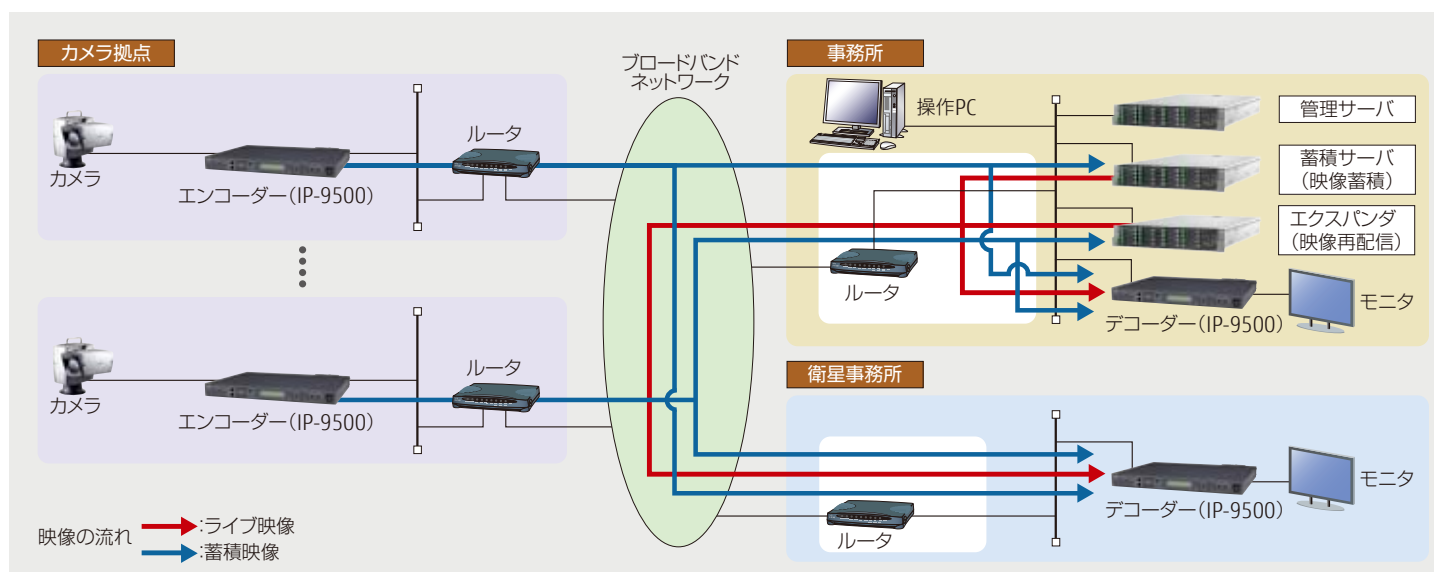 カメラ拠点
カメラ
エンコーダー(IP-9500)
ルータ
カメラ
エンコーダー(IP-9500)
ルータ
ブロードバンド
ネットワーク
事務所
操作PC
管理サーバ
蓄積サーバ
(映像蓄積)
エクスパンダ
(映像再配信)
ルータ
デコーダー(IP-9500)
モニタ
衛星事務所
ルータ
デコーダー(IP-9500)
モニタ
映像の流れ
:ライブ映像
:蓄積映像